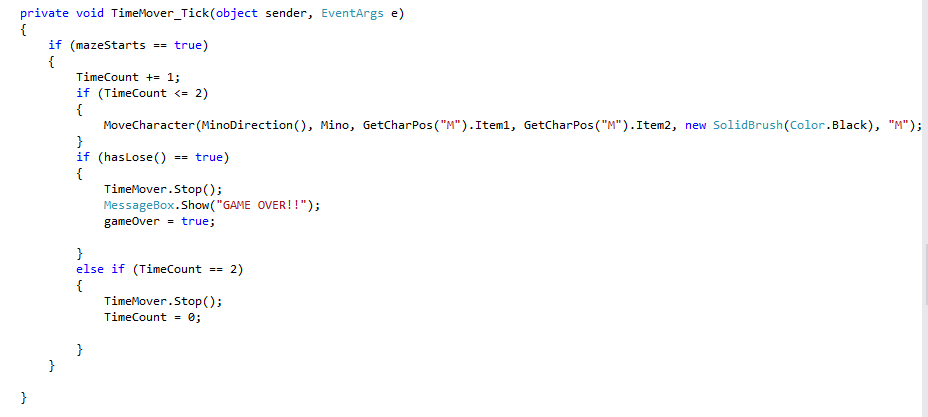 private void TimeMover_Tick(object sender, EventArgs e)
{
if (mazeStarts == true)
{
TimeCount += 1;
if (TimeCount <= 2)
{
MoveCharacter(MinoDirection(), Mino, GetCharPos("M").Item1, GetCharPos("M").Item2, new SolidBrush(Color.Black), "M");
}
if (hasLose() == true)
{
TimeMover.Stop();
MessageBox.Show("GAME OVER!!");
gameOver = true;
}
else if (TimeCount == 2)
{
TimeMover.Stop();
TimeCount = 0;
}
}
}